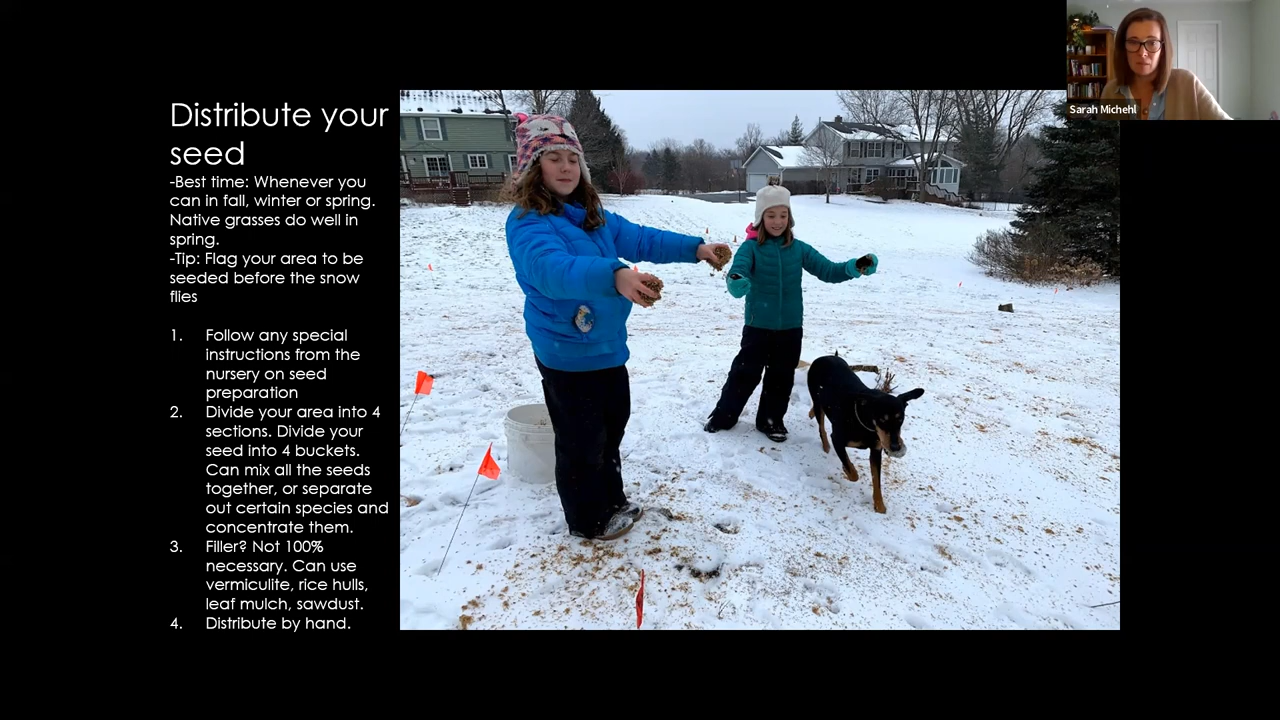 Distribute your
seed
-Best time: Whenever you
can in fall, winter or spring.
Native grasses do well in
spring.
-Tip: Flag your area to be
seeded before the snow
flies
1. Follow any special
instructions from the
nursery on seed
preparation
2. Divide your area into 4
sections. Divide your
seed into 4 buckets.
Can mix all the seeds
together, or separate
out certain species and
concentrate them.
3. Filler? Not 100%
necessary. Can use
vermiculite, rice hulls,
leaf mulch, sawdust.
4. Distribute by hand.
Sarah Michehl